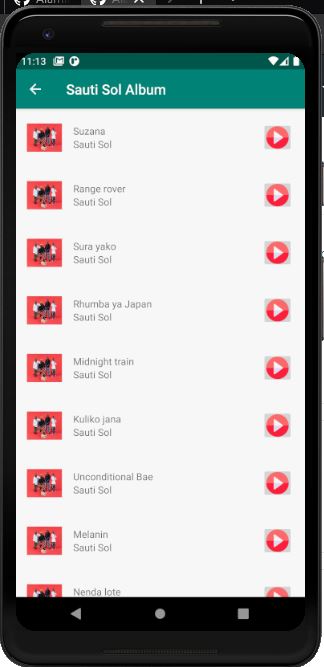 11:13
Sauti Sol Album
Suzana
Sauti Sol
Range rover
Sauti Sol
Sura yako
Sauti Sol
Rhumba ya Japan
Sauti Sol
Midnight train
Sauti Sol
Kuliko jana
Sauti Sol
Unconditional Bae
Sauti Sol
Melanin
Sauti Sol
Nenda lote